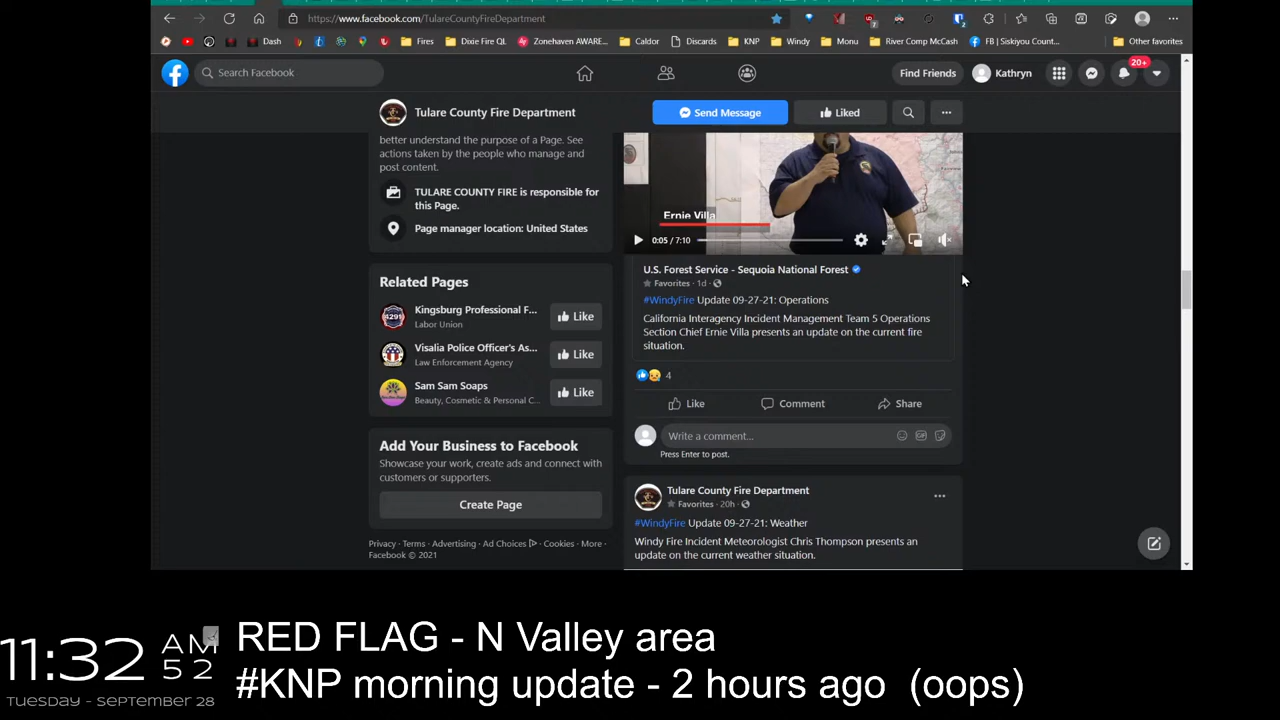 https://www.facebook.com/TulareCountyFireDepartment
Dash
Fires
Dixie Fire QL
Zonehaven AWARE...
Caldor
Discards
KNP
Windy
Monu
River Comp McCash
FB | Siskiyou Count...
Other favorites
Search Facebook
Find Friends
Kathryn
20+
Tulare County Fire Department
Send Message
Liked
better understand the purpose of a Page. See
actions taken by the people who manage and
post content.
TULARE COUNTY FIRE is responsible for
this Page.
Page manager location: United States
Related Pages
Kingsburg Professional F...
Labor Union
Like
Visalia Police Officer's As...
Law Enforcement Agency
Like
Sam Sam Soaps
Beauty, Cosmetic & Personal C...
Like
Add Your Business to Facebook
Showcase your work, create ads and connect with
customers or supporters.
Create Page
Privacy · Terms · Advertising · Ad Choices · Cookies · More ·
Facebook © 2021
Ernie Villa
0:05 / 7:10
U.S. Forest Service - Sequoia National Forest
Favorites · 1d ·
#WindyFire Update 09-27-21: Operations
California Interagency Incident Management Team 5 Operations
Section Chief Ernie Villa presents an update on the current fire
situation.
4
Like
Comment
Share
Write a comment...
GIF
Press Enter to post.
Tulare County Fire Department
Favorites · 20h ·
#WindyFire Update 09-27-21: Weather
Windy Fire Incident Meteorologist Chris Thompson presents an
update on the current weather situation.
11:32 AM
52
TUESDAY - SEPTEMBER 28
RED FLAG - N Valley area
#KNP morning update - 2 hours ago (oops)